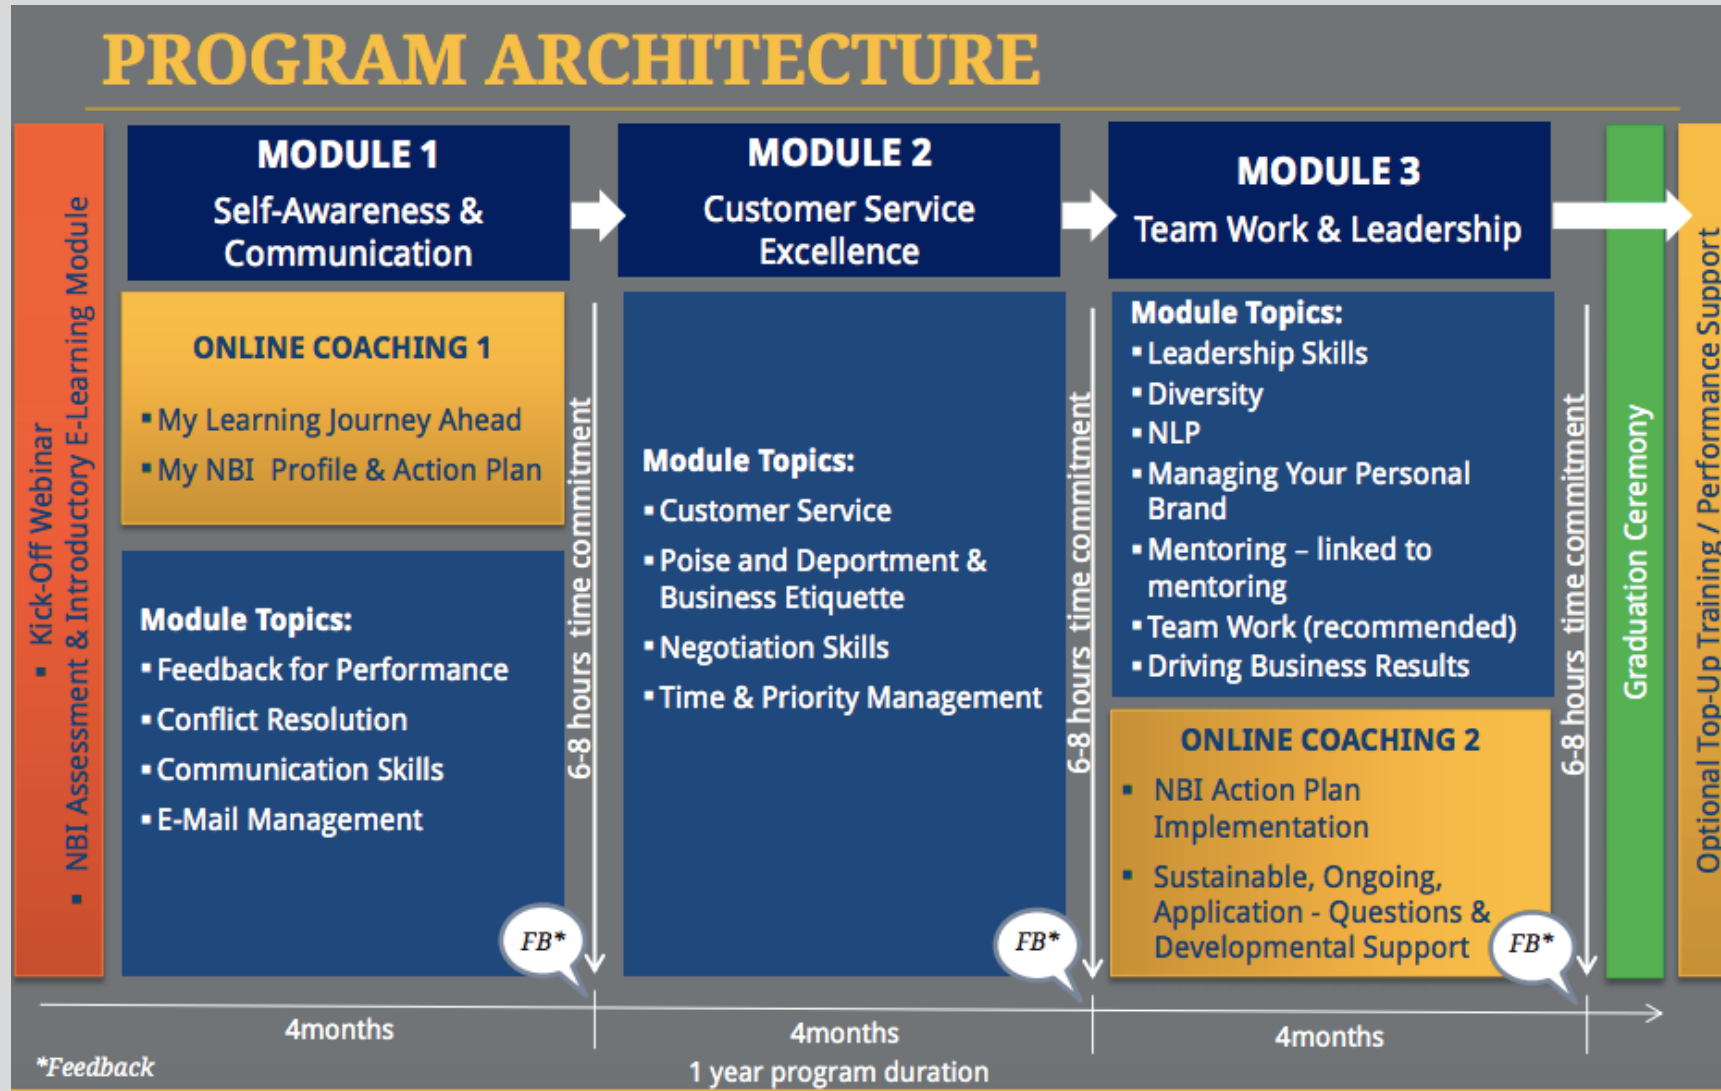 PROGRAM ARCHITECTURE
▪ Kick-Off Webinar
▪ NBI Assessment & Introductory E-Learning Module
MODULE 1
Self-Awareness &
Communication
ONLINE COACHING 1
▪ My Learning Journey Ahead
▪ My NBI Profile & Action Plan
Module Topics:
▪ Feedback for Performance
▪ Conflict Resolution
▪ Communication Skills
▪ E-Mail Management
FB*
6-8 hours time commitment
MODULE 2
Customer Service
Excellence
Module Topics:
▪ Customer Service
▪ Poise and Deportment &
Business Etiquette
▪ Negotiation Skills
▪ Time & Priority Management
FB*
6-8 hours time commitment
MODULE 3
Team Work & Leadership
Module Topics:
▪ Leadership Skills
▪ Diversity
▪ NLP
▪ Managing Your Personal
Brand
▪ Mentoring – linked to
mentoring
▪ Team Work (recommended)
▪ Driving Business Results
ONLINE COACHING 2
▪ NBI Action Plan
Implementation
▪ Sustainable, Ongoing,
Application - Questions &
Developmental Support
FB*
6-8 hours time commitment
Graduation Ceremony
Optional Top-Up Training / Performance Support
4months
4months
4months
*Feedback
1 year program duration